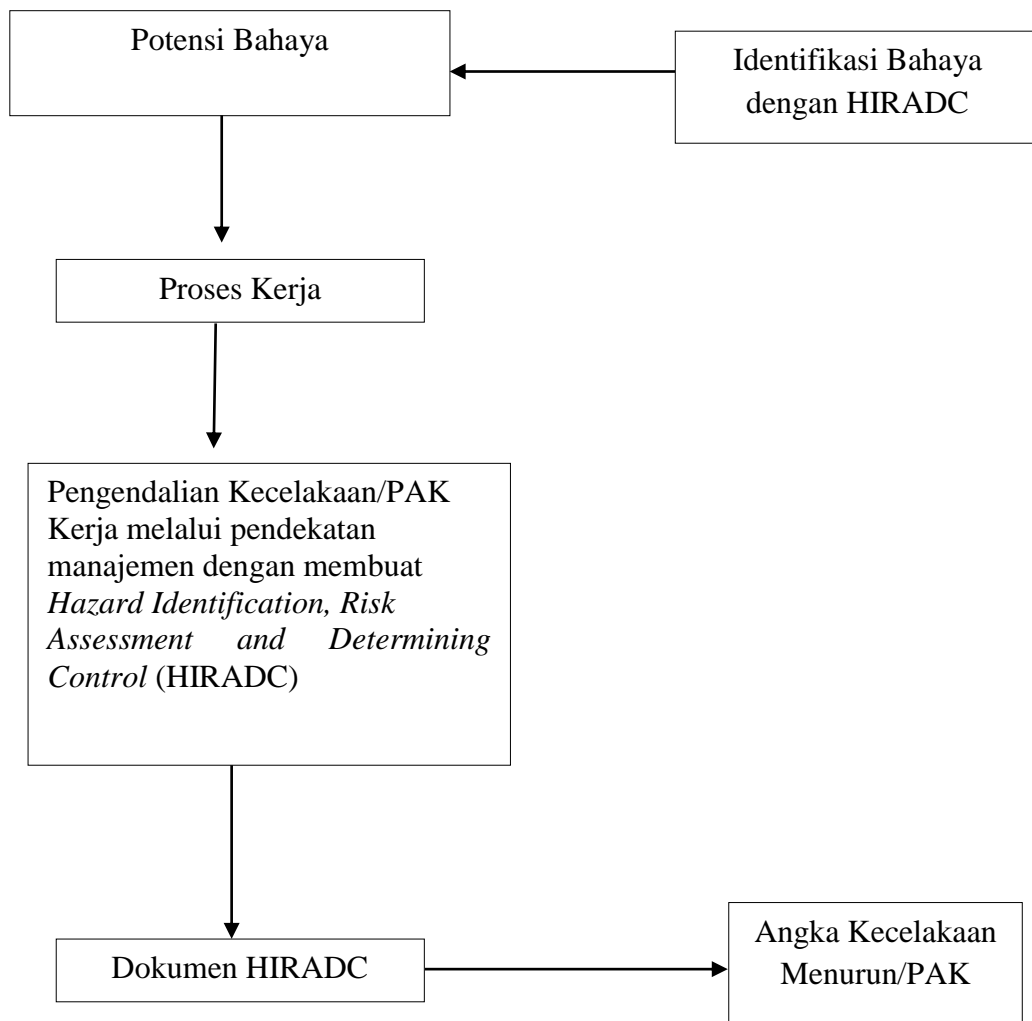 Potensi Bahaya
Identifikasi Bahaya
dengan HIRADC
Proses Kerja
Pengendalian Kecelakaan/PAK
Kerja melalui pendekatan
manajemen dengan membuat
Hazard Identification, Risk
Assessment and Determining
Control (HIRADC)
Dokumen HIRADC
Angka Kecelakaan
Menurun/PAK